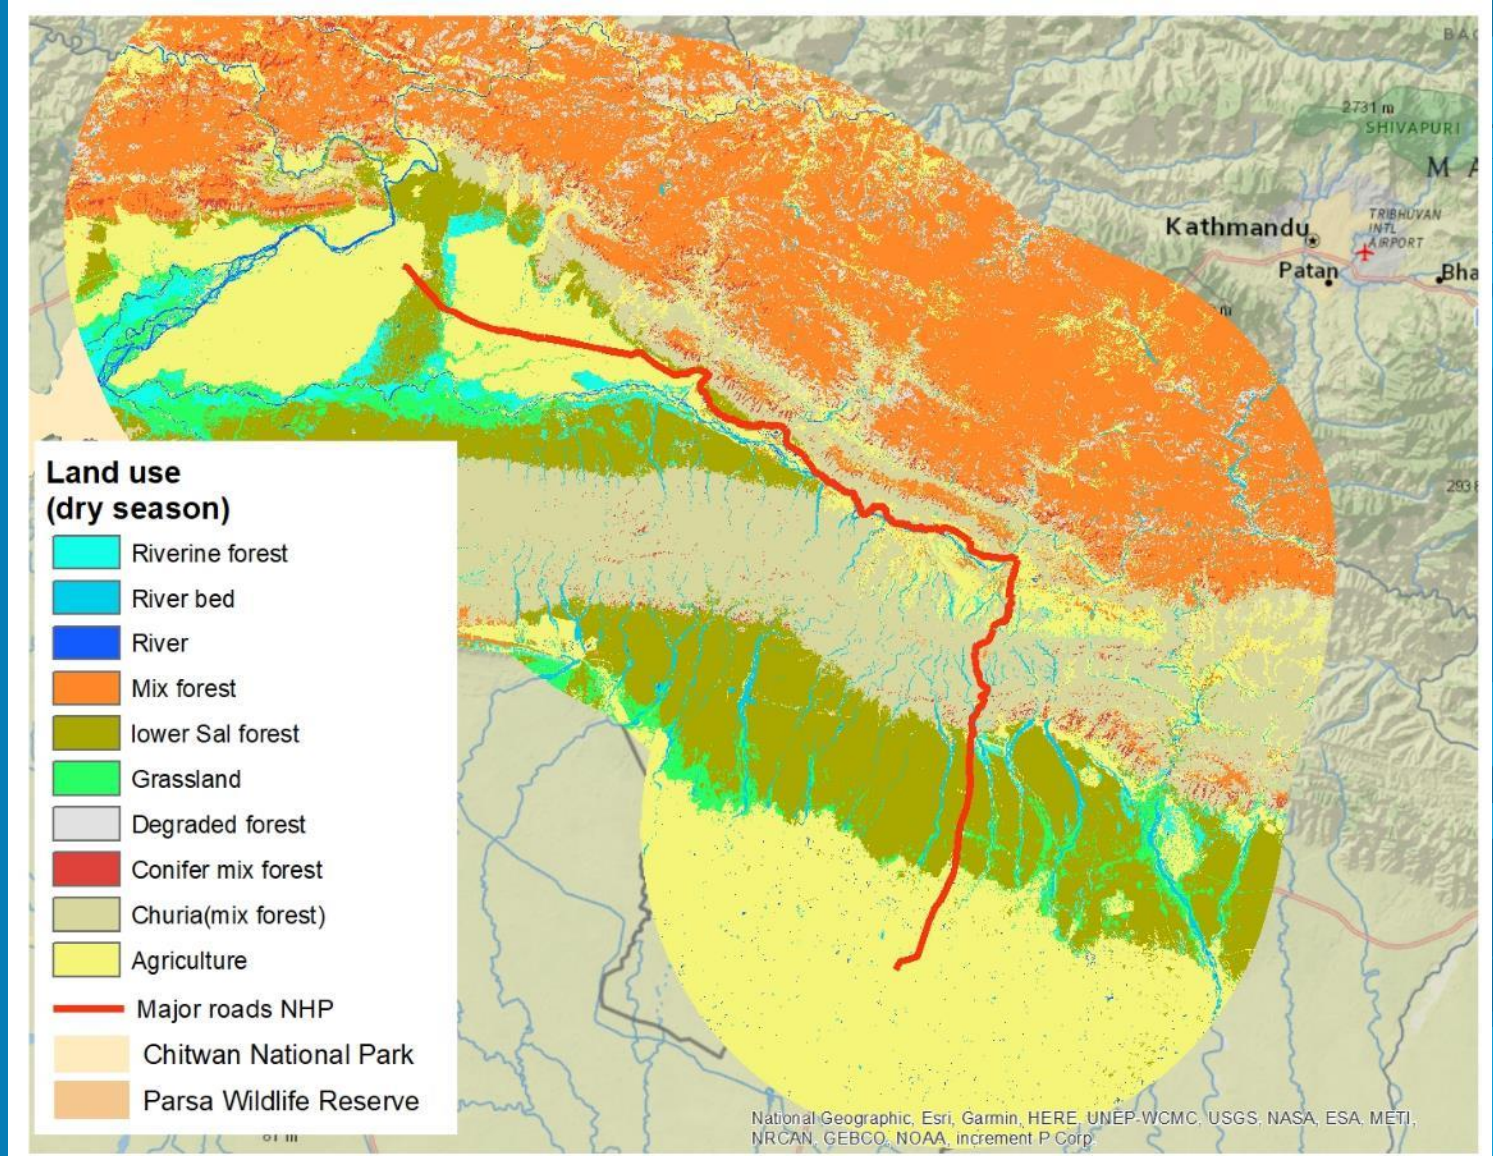 BAG
2731 m
SHIVAPURI
M A
Kathmandu
TRIBHUVAN
INTL
AIRPORT
Patan
Bha
m
Land use
(dry season)
Riverine forest
River bed
River
Mix forest
lower Sal forest
Grassland
Degraded forest
Conifer mix forest
Churia(mix forest)
Agriculture
Major roads NHP
Chitwan National Park
Parsa Wildlife Reserve
National Geographic, Esri, Garmin, HERE, UNEP-WCMC, USGS, NASA, ESA, METI,
NRCAN, GEBCO, NOAA, increment P Corp.